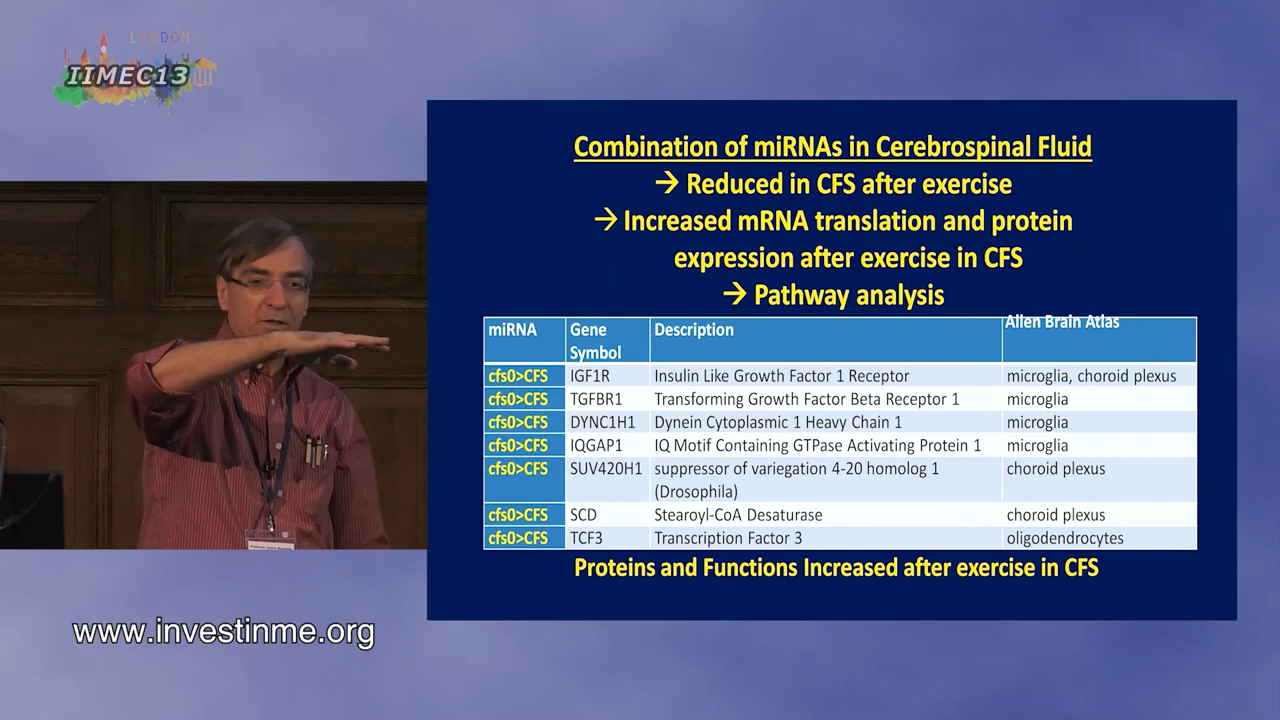 LONDON
IIMEC13
Combination of miRNAs in Cerebrospinal Fluid
→ Reduced in CFS after exercise
→ Increased mRNA translation and protein
expression after exercise in CFS
→ Pathway analysis
miRNA Gene Symbol Description Allen Brain Atlas
cfs0>CFS IGF1R Insulin Like Growth Factor 1 Receptor microglia, choroid plexus
cfs0>CFS TGFBR1 Transforming Growth Factor Beta Receptor 1 microglia
cfs0>CFS DYNC1H1 Dynein Cytoplasmic 1 Heavy Chain 1 microglia
cfs0>CFS IQGAP1 IQ Motif Containing GTPase Activating Protein 1 microglia
cfs0>CFS SUV420H1 suppressor of variegation 4-20 homolog 1 choroid plexus
(Drosophila)
cfs0>CFS SCD Stearoyl-CoA Desaturase choroid plexus
cfs0>CFS TCF3 Transcription Factor 3 oligodendrocytes
Proteins and Functions Increased after exercise in CFS
www.investinme.org